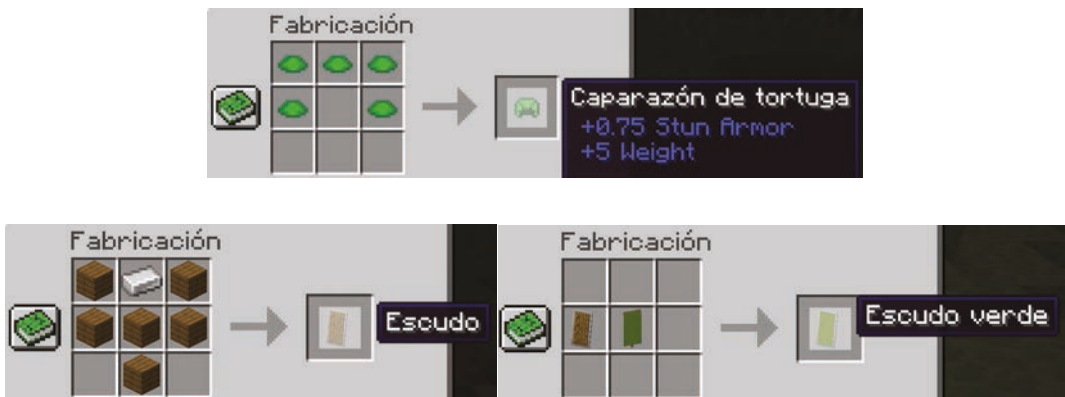 Fabricación
Caparazón de tortuga
+0.75 Stun Armor
+5 Weight
Fabricación
Escudo
Fabricación
Escudo verde